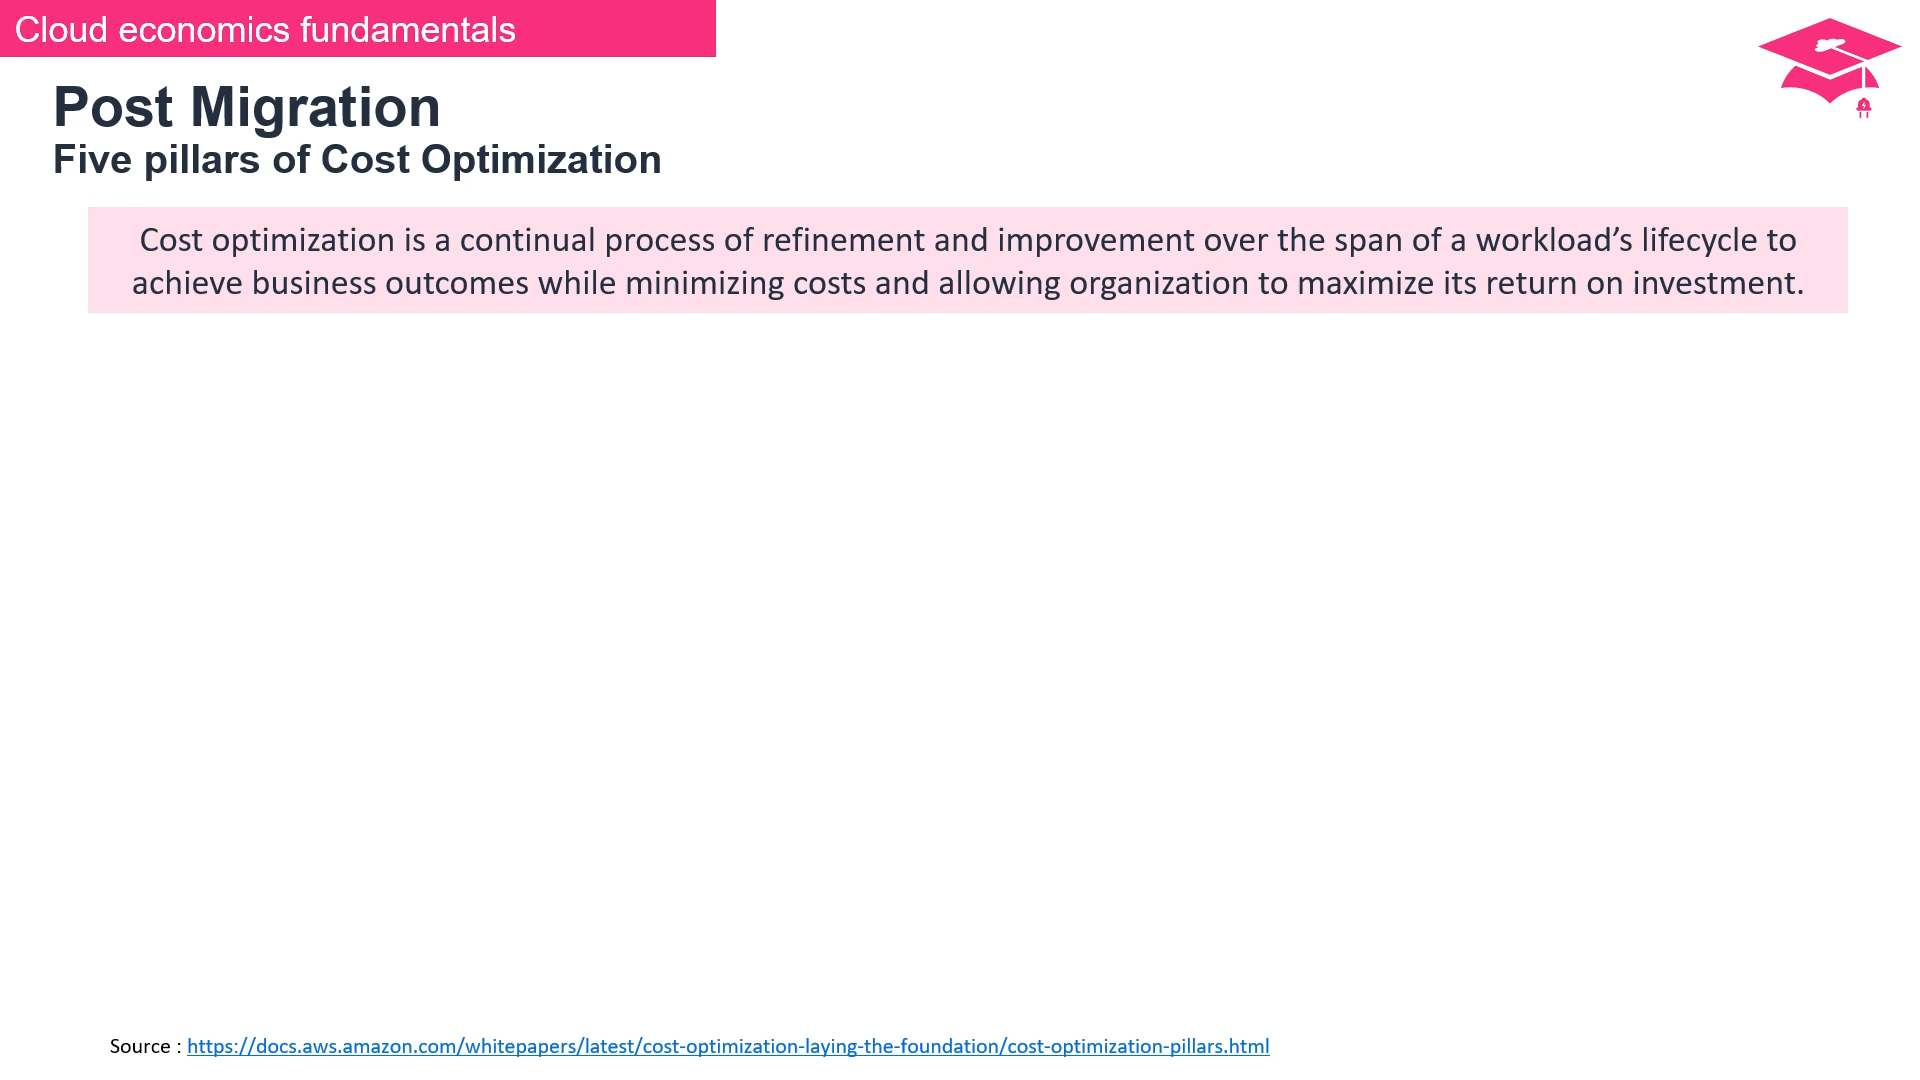 Cloud economics fundamentals
Post Migration
Five pillars of Cost Optimization
Cost optimization is a continual process of refinement and improvement over the span of a workload’s lifecycle to
achieve business outcomes while minimizing costs and allowing organization to maximize its return on investment.
Source : https://docs.aws.amazon.com/whitepapers/latest/cost-optimization-laying-the-foundation/cost-optimization-pillars.html